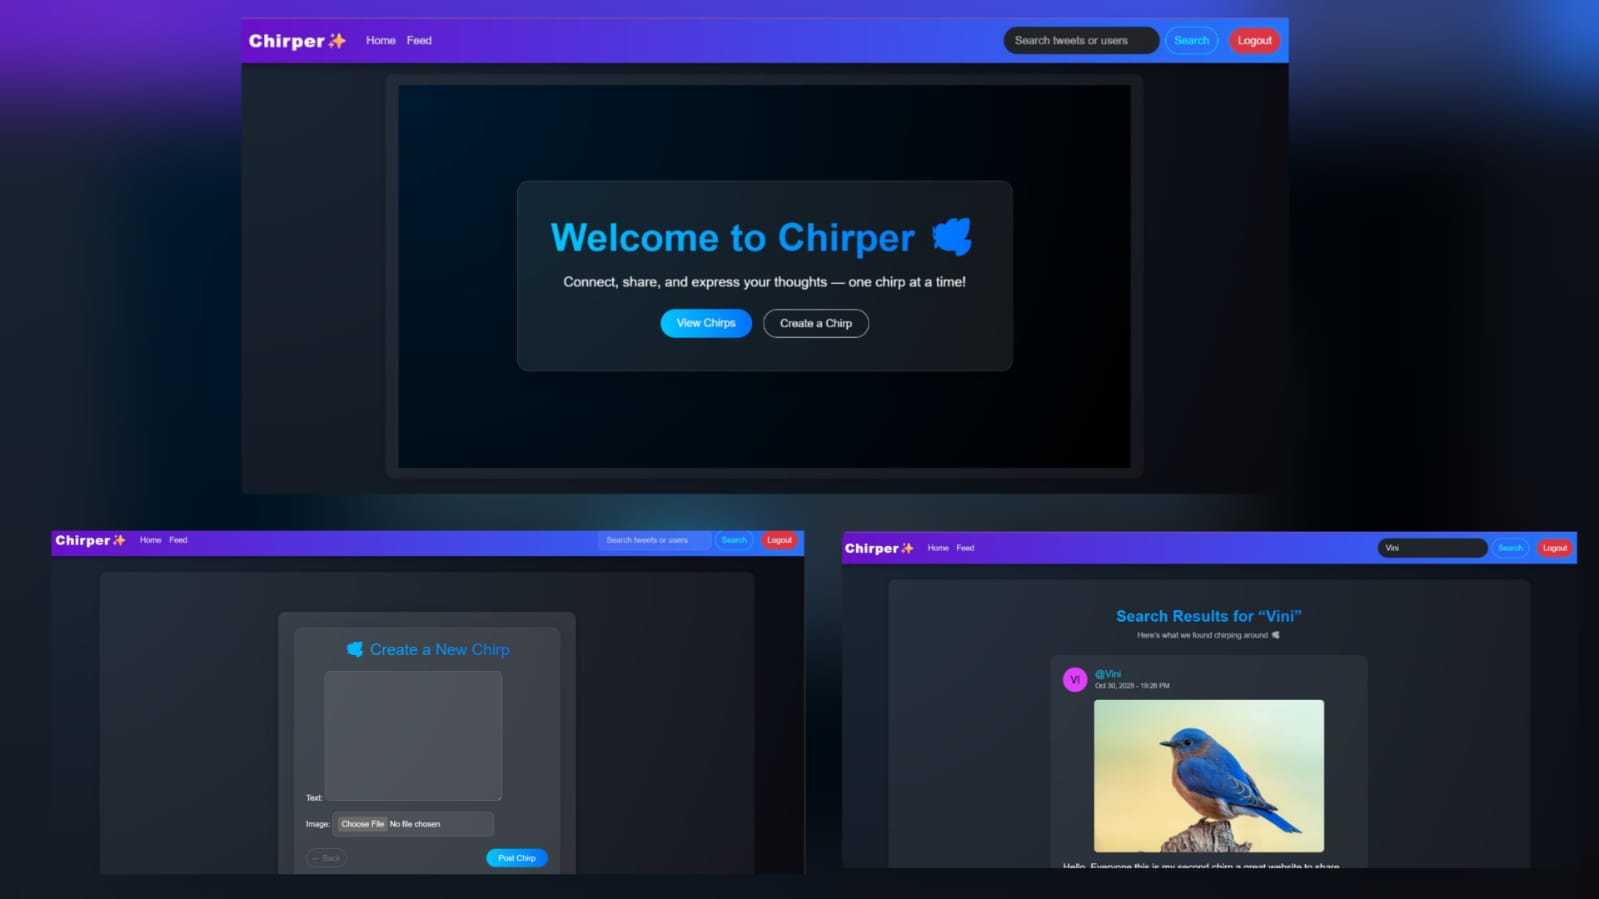 Chirper Home Feed Search tweets or users Search Logout
Welcome to Chirper
Connect, share, and express your thoughts — one chirp at a time!
View Chirps Create a Chirp
Chirper Home Feed Search tweets or users Search Logout
Create a New Chirp
Text:
Image: Choose File No file chosen
← Back Post Chirp
Chirper Home Feed Vini Search Logout
Search Results for “Vini”
Here's what we found chirping around
VI @Vini
Oct 30, 2025 - 19:26 PM
Hello, Everyone this is my second chirp a great website to share